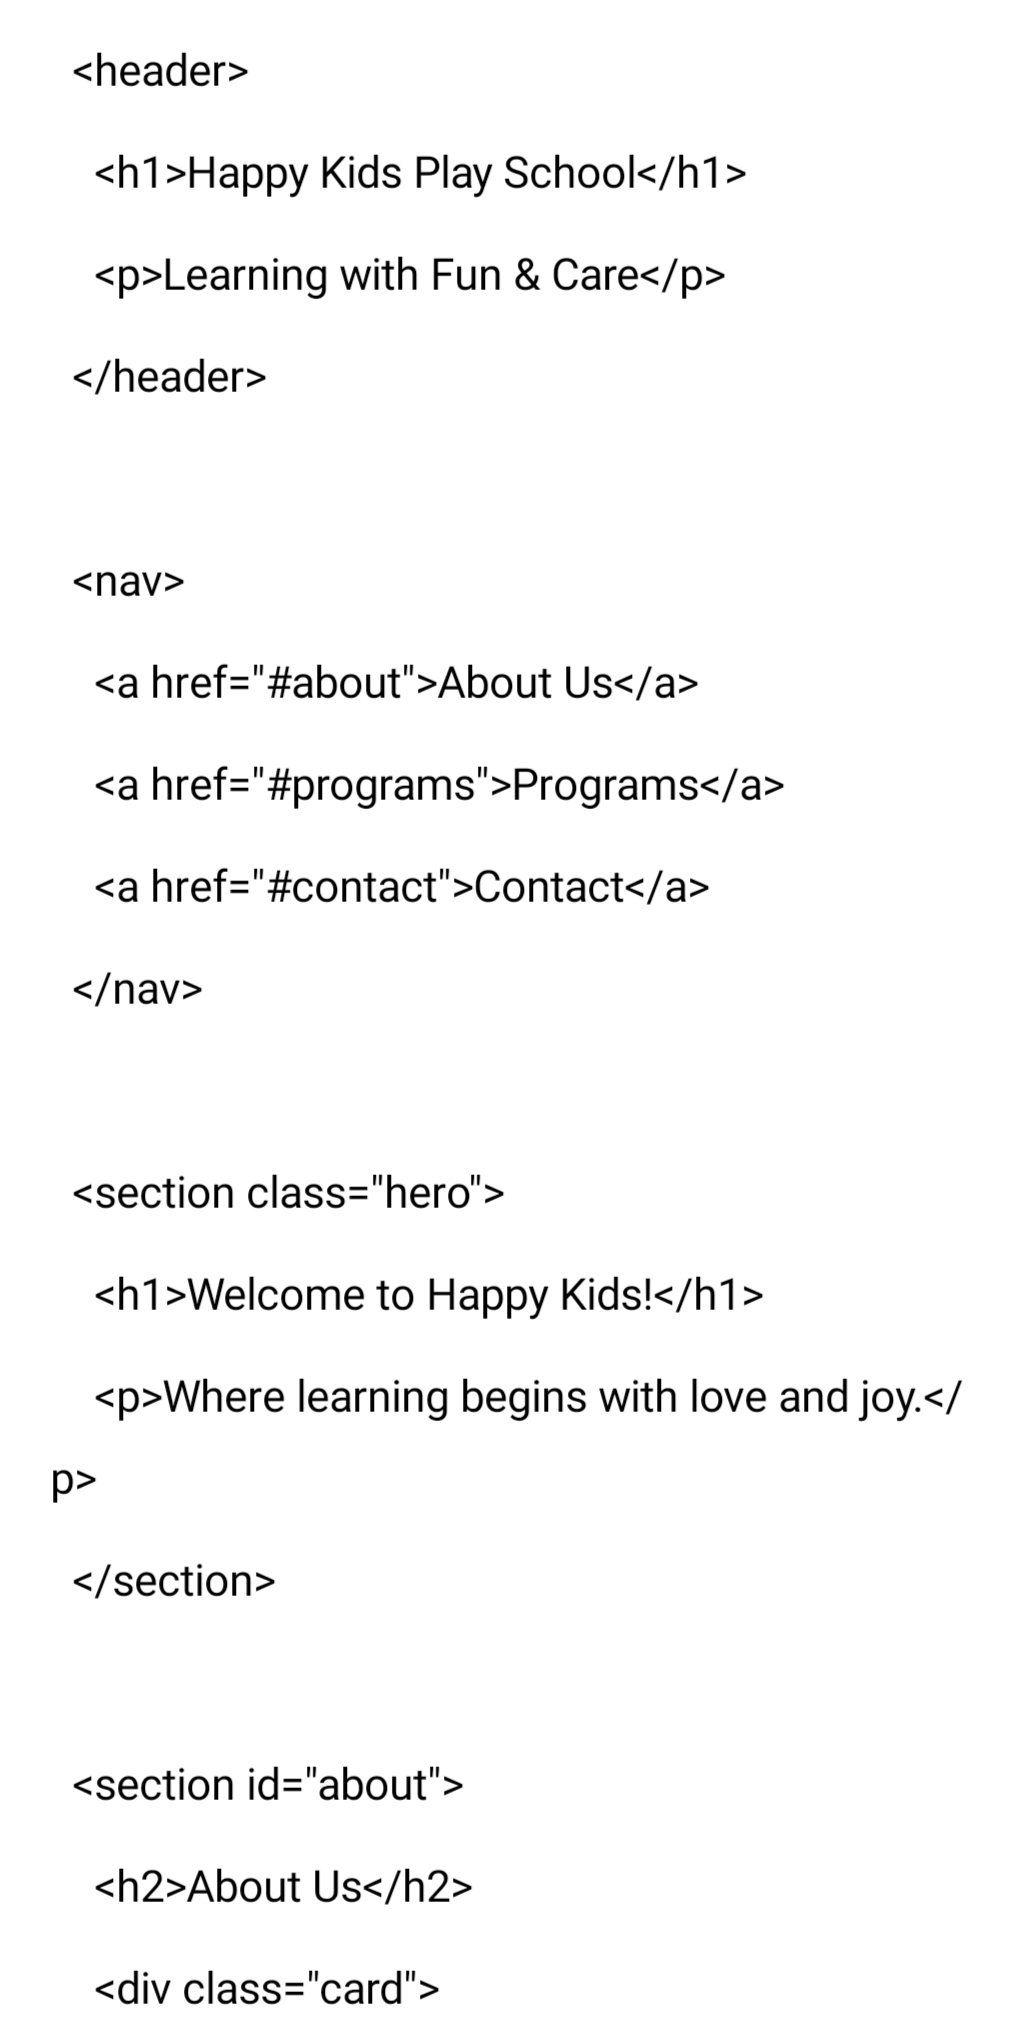 <header>
<h1>Happy Kids Play School</h1>
<p>Learning with Fun & Care</p>
</header>
<nav>
<a href="#about">About Us</a>
<a href="#programs">Programs</a>
<a href="#contact">Contact</a>
</nav>
<section class="hero">
<h1>Welcome to Happy Kids!</h1>
<p>Where learning begins with love and joy.</
p>
</section>
<section id="about">
<h2>About Us</h2>
<div class="card">